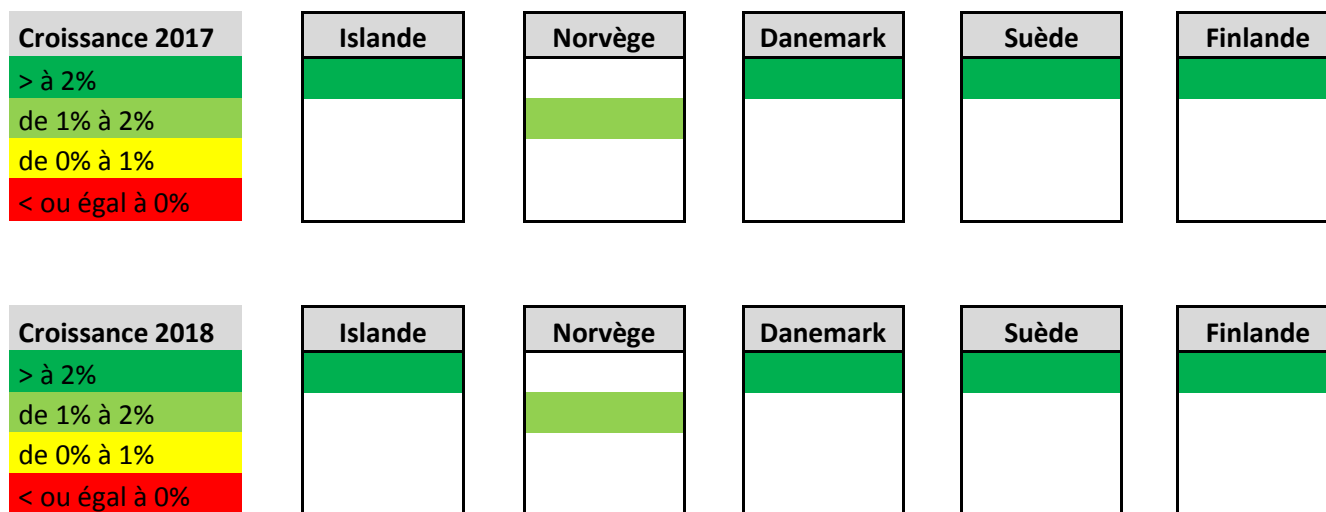 Croissance 2017 Islande Norvège Danemark Suède Finlande
> à 2%
de 1% à 2%
de 0% à 1%
< ou égal à 0%
Croissance 2018 Islande Norvège Danemark Suède Finlande
> à 2%
de 1% à 2%
de 0% à 1%
< ou égal à 0%